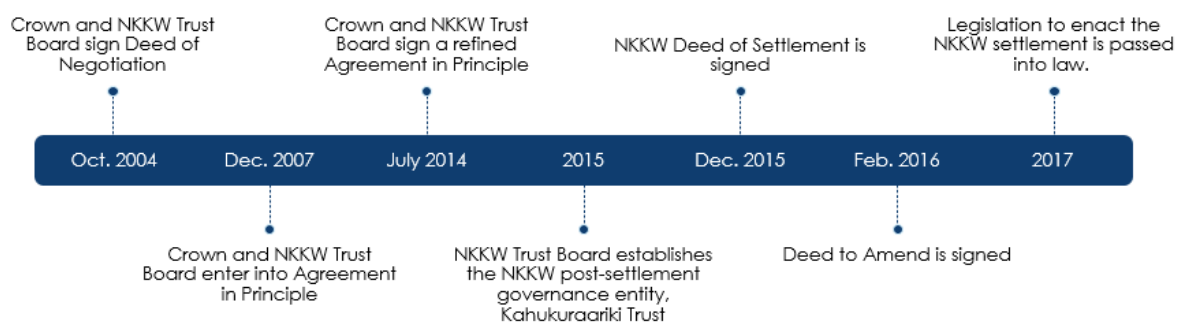 Crown and NKKW Trust
Board sign Deed of
Negotiation
Crown and NKKW Trust
Board sign a refined
Agreement in Principle
NKKW Deed of Settlement is
signed
Legislation to enact the
NKKW settlement is passed
into law.
Oct. 2004
Dec. 2007
July 2014
2015
Dec. 2015
Feb. 2016
2017
Crown and NKKW Trust
Board enter into Agreement
in Principle
NKKW Trust Board establishes
the NKKW post-settlement
governance entity,
Kahukuraariki Trust
Deed to Amend is signed